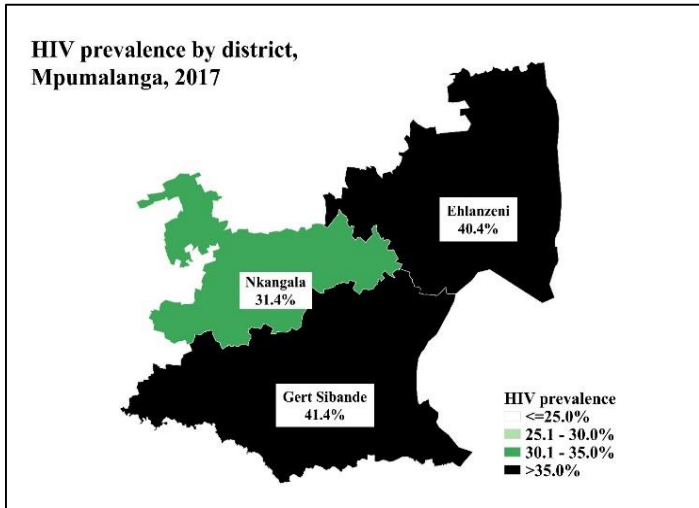 HIV prevalence by district,
Mpumalanga, 2017
Ehlanzeni
40.4%
Nkangala
31.4%
Gert Sibande
41.4%
HIV prevalence
<=25.0%
25.1 - 30.0%
30.1 - 35.0%
>35.0%